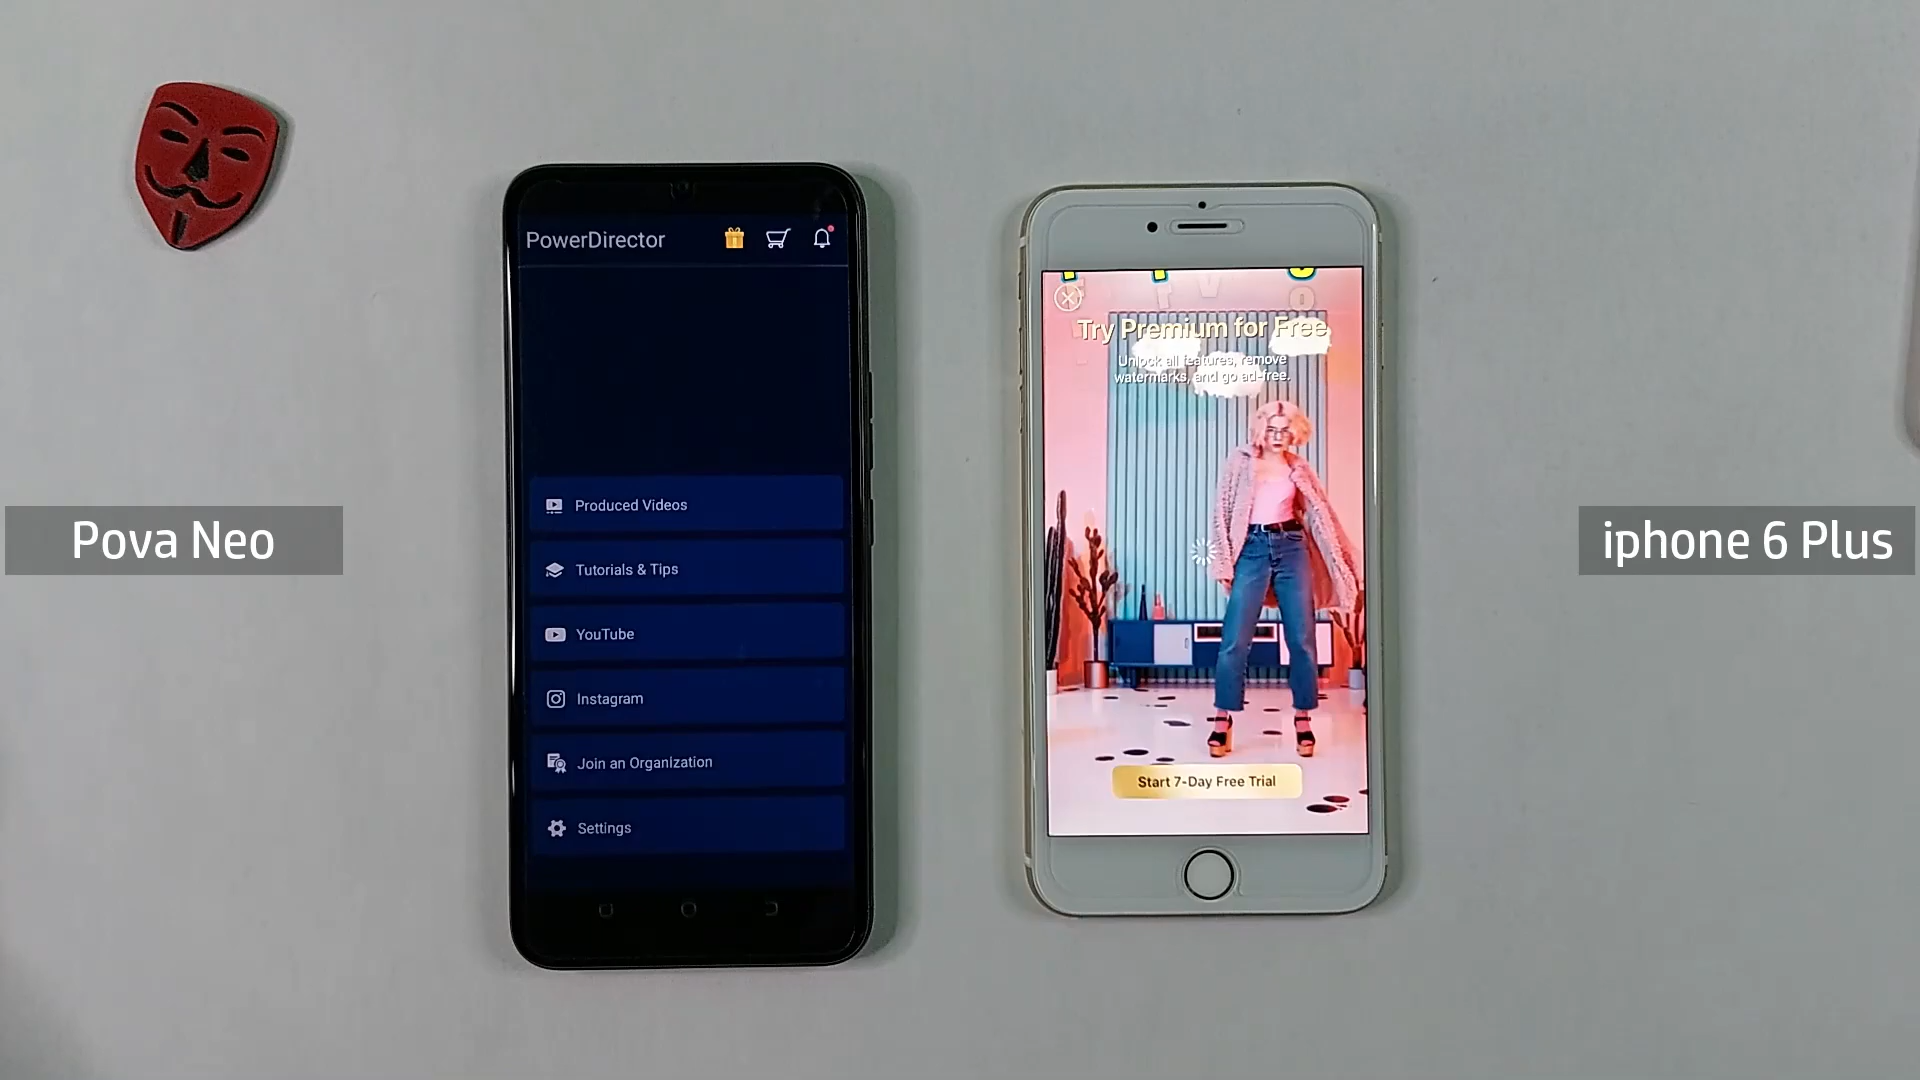 PowerDirector
Produced Videos
Tutorials & Tips
YouTube
Instagram
Join an Organization
Settings
Pova Neo
Try Premium for Free
Unlock all features, remove
watermarks, and go ad-free.
Start 7-Day Free Trial
iphone 6 Plus